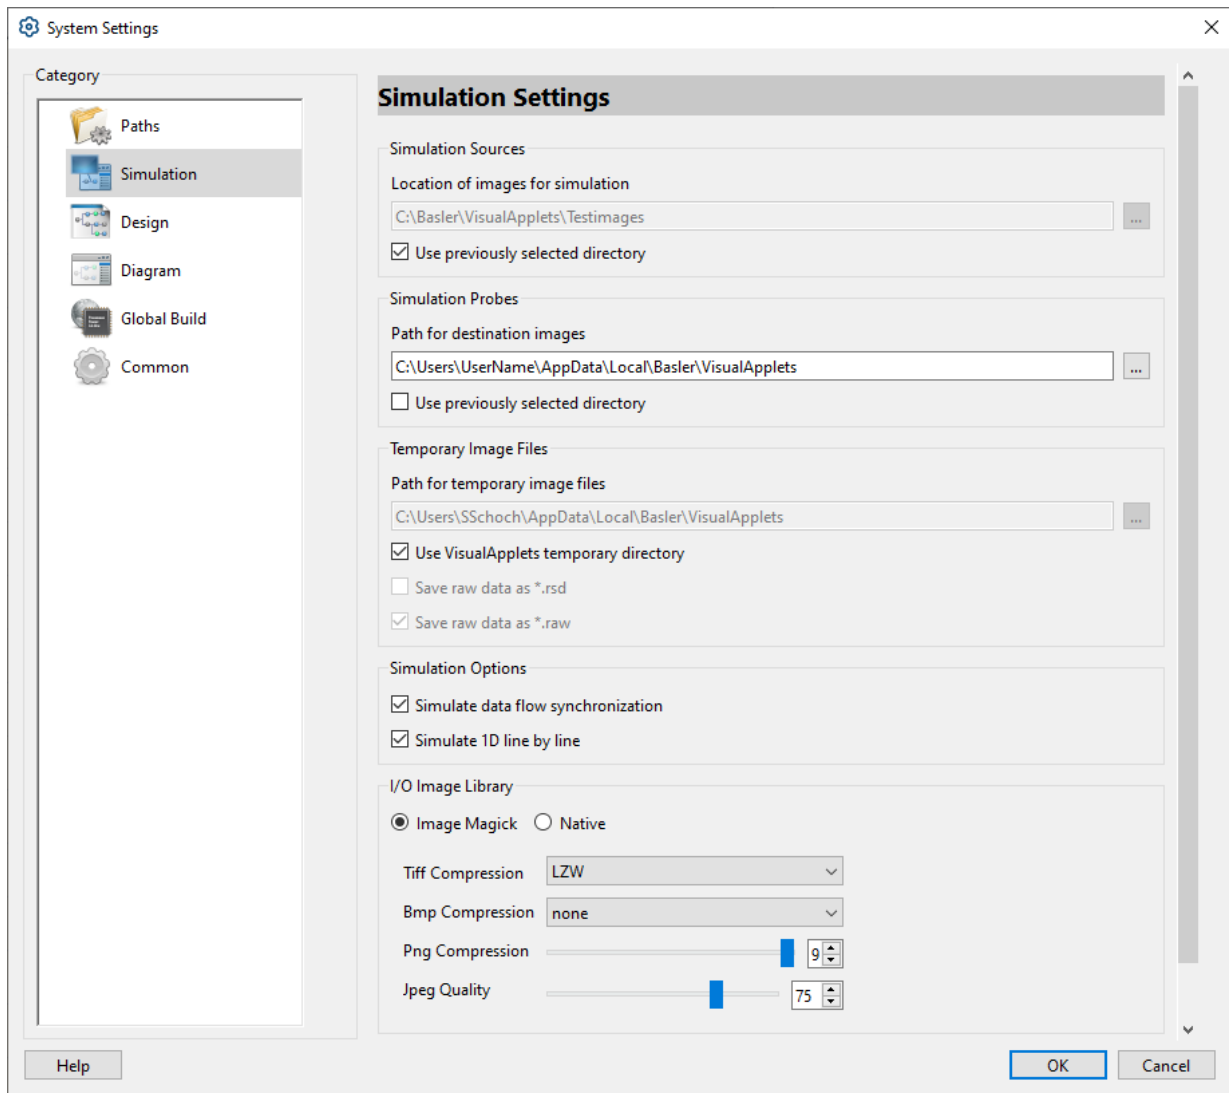 System Settings
Category
Paths
Simulation
Design
Diagram
Global Build
Common
Simulation Settings
Simulation Sources
Location of images for simulation
C:\Basler\VisualApplets\Testimages
...
Use previously selected directory
Simulation Probes
Path for destination images
C:\Users\UserName\AppData\Local\Basler\VisualApplets
...
Use previously selected directory
Temporary Image Files
Path for temporary image files
C:\Users\SSchoch\AppData\Local\Basler\VisualApplets
...
Use VisualApplets temporary directory
Save raw data as *.rsd
Save raw data as *.raw
Simulation Options
Simulate data flow synchronization
Simulate 1D line by line
I/O Image Library
Image Magick Native
Tiff Compression LZW
Bmp Compression none
Png Compression 9
Jpeg Quality 75
Help OK Cancel